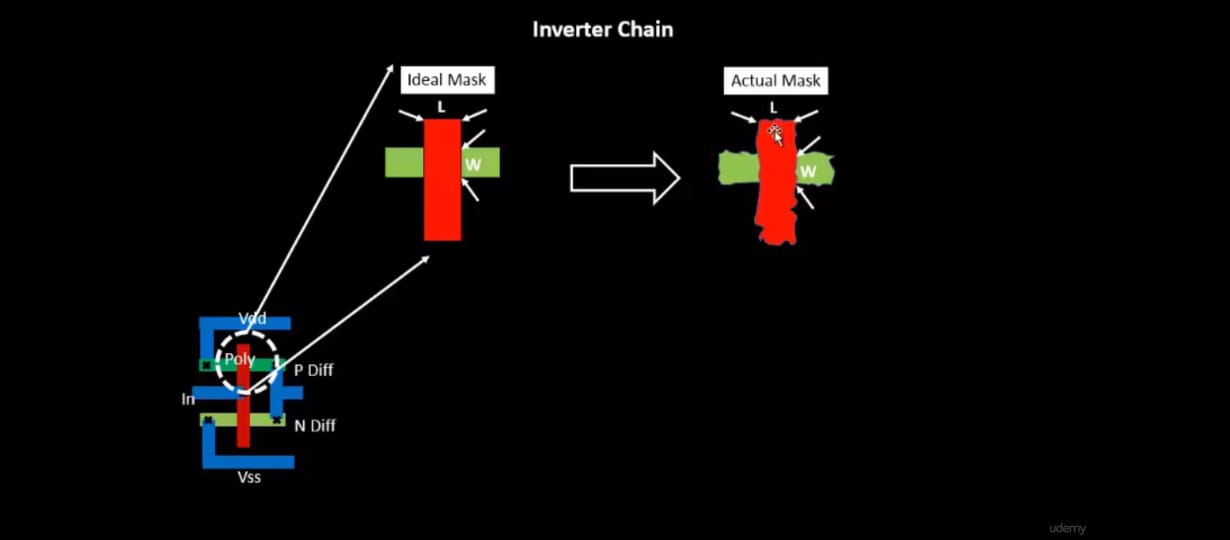 Inverter Chain
Ideal Mask
Actual Mask
L
L
W
W
Vdd
Poly
P Diff
In
N Diff
Vss
udemy